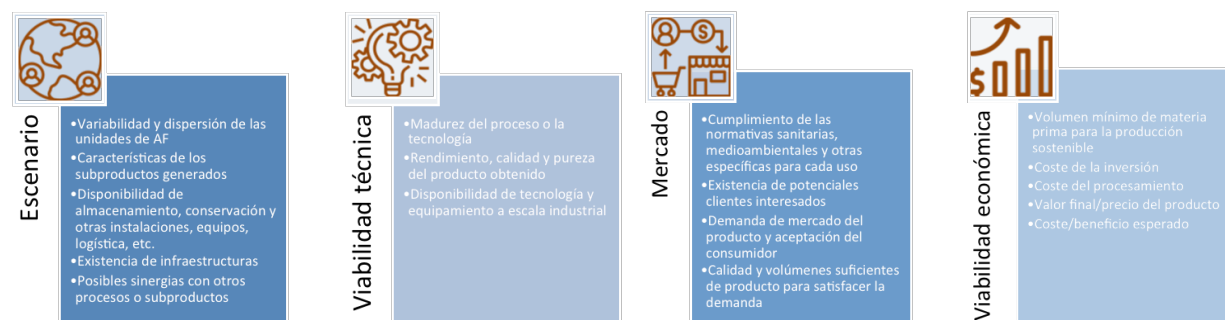 Escenario
•Variabilidad y dispersión de las
unidades de AF
•Características de los
subproductos generados
•Disponibilidad de
almacenamiento, conservación y
otras instalaciones, equipos,
logística, etc.
•Existencia de infraestructuras
•Posibles sinergias con otros
procesos o subproductos
Viabilidad técnica
•Madurez del proceso o la
tecnología
•Rendimiento, calidad y pureza
del producto obtenido
•Disponibilidad de tecnología y
equipamiento a escala industrial
Mercado
•Cumplimiento de las
normativas sanitarias,
medioambientales y otras
específicas para cada uso
•Existencia de potenciales
clientes interesados
•Demanda de mercado del
producto y aceptación del
consumidor
•Calidad y volúmenes suficientes
de producto para satisfacer la
demanda
Viabilidad económica
•Volumen mínimo de materia
prima para la producción
sostenible
•Coste de la inversión
•Coste del procesamiento
•Valor final/precio del producto
•Coste/beneficio esperado